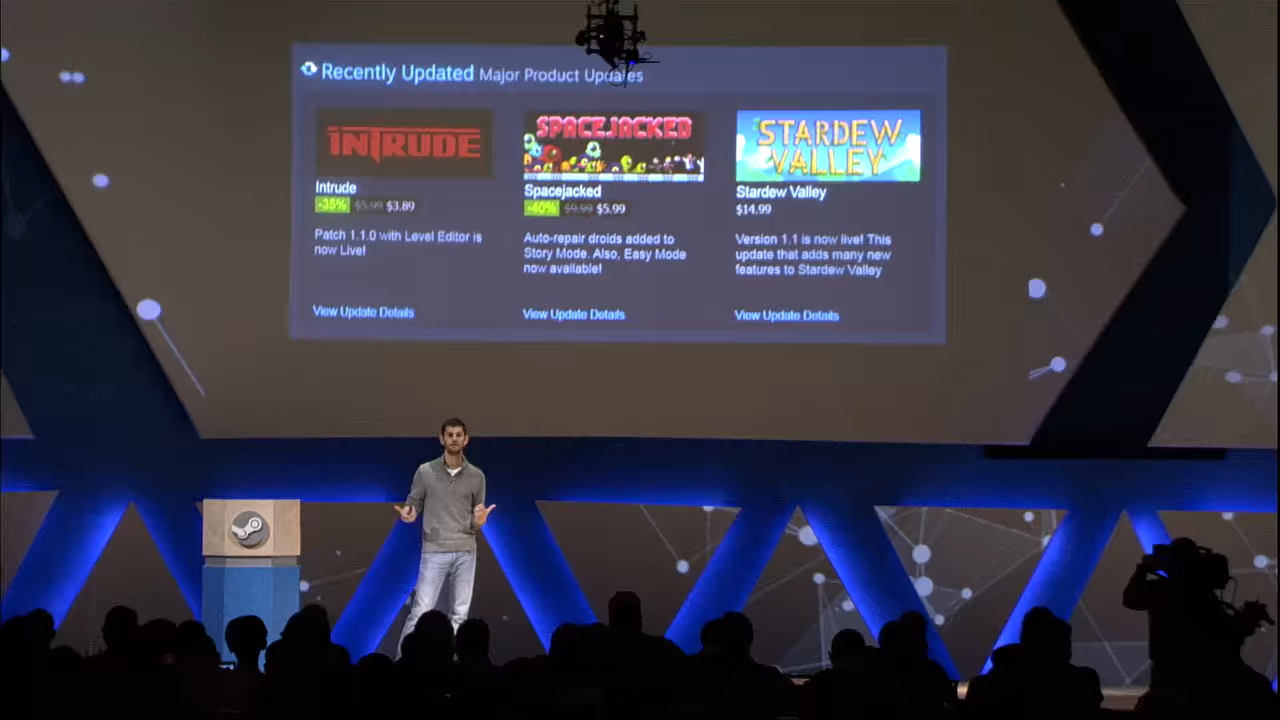 Recently Updated Major Product Updates
INTRUDE
Intrude
-35% $5.99 $3.89
Patch 1.1.0 with Level Editor is
now Live!
View Update Details
SPACEJACKED
Spacejacked
-40% $9.99 $5.99
Auto-repair droids added to
Story Mode. Also, Easy Mode
now available!
View Update Details
STARDEW
VALLEY
Stardew Valley
$14.99
Version 1.1 is now live! This
update that adds many new
features to Stardew Valley
View Update Details